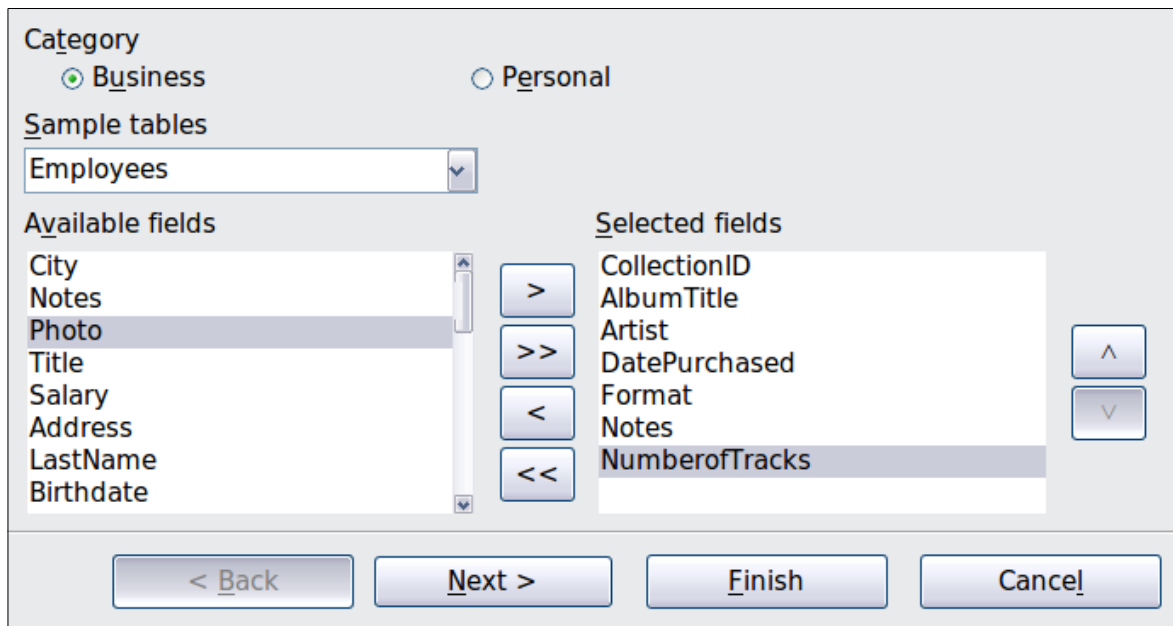 Category
Business Personal
Sample tables
Employees
Available fields Selected fields
City
Notes
Photo
Title
Salary
Address
LastName
Birthdate
>
>>
<
<<
CollectionID
AlbumTitle
Artist
DatePurchased
Format
Notes
NumberofTracks
< Back Next > Finish Cancel